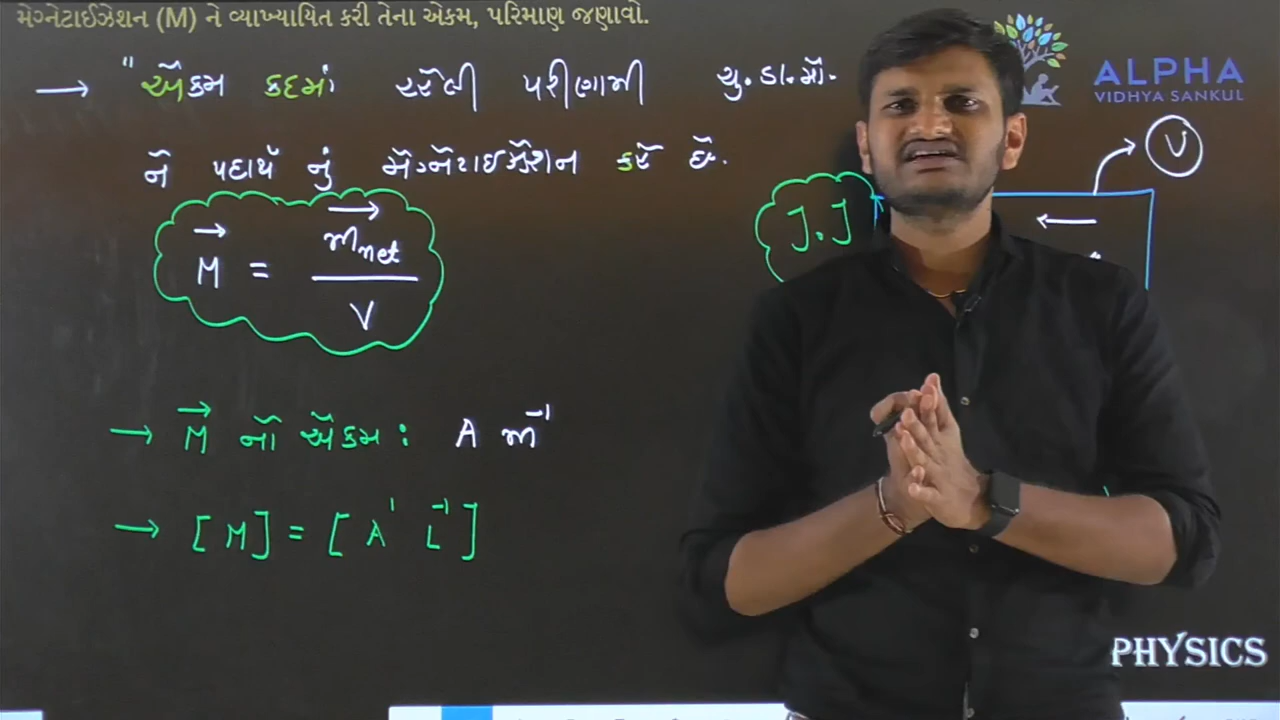 મેગ્નેટાઈઝેશન (M) ને વ્યાખ્યાયિત કરી તેના એકમ, પરિમાણ જણાવો.
→ "એકમ કદમાં રહેલી પરીણામી ચુ.ડા.મો.
ને પદાર્થ નું મેગ્નેટાઈઝેશન કહે છે.
M⃗ = m⃗net / V
→ M⃗ નો એકમ : A m⁻¹
→ [M] = [A¹ L⁻¹]
J.J
V
ALPHA
VIDHYA SANKUL
PHYSICS